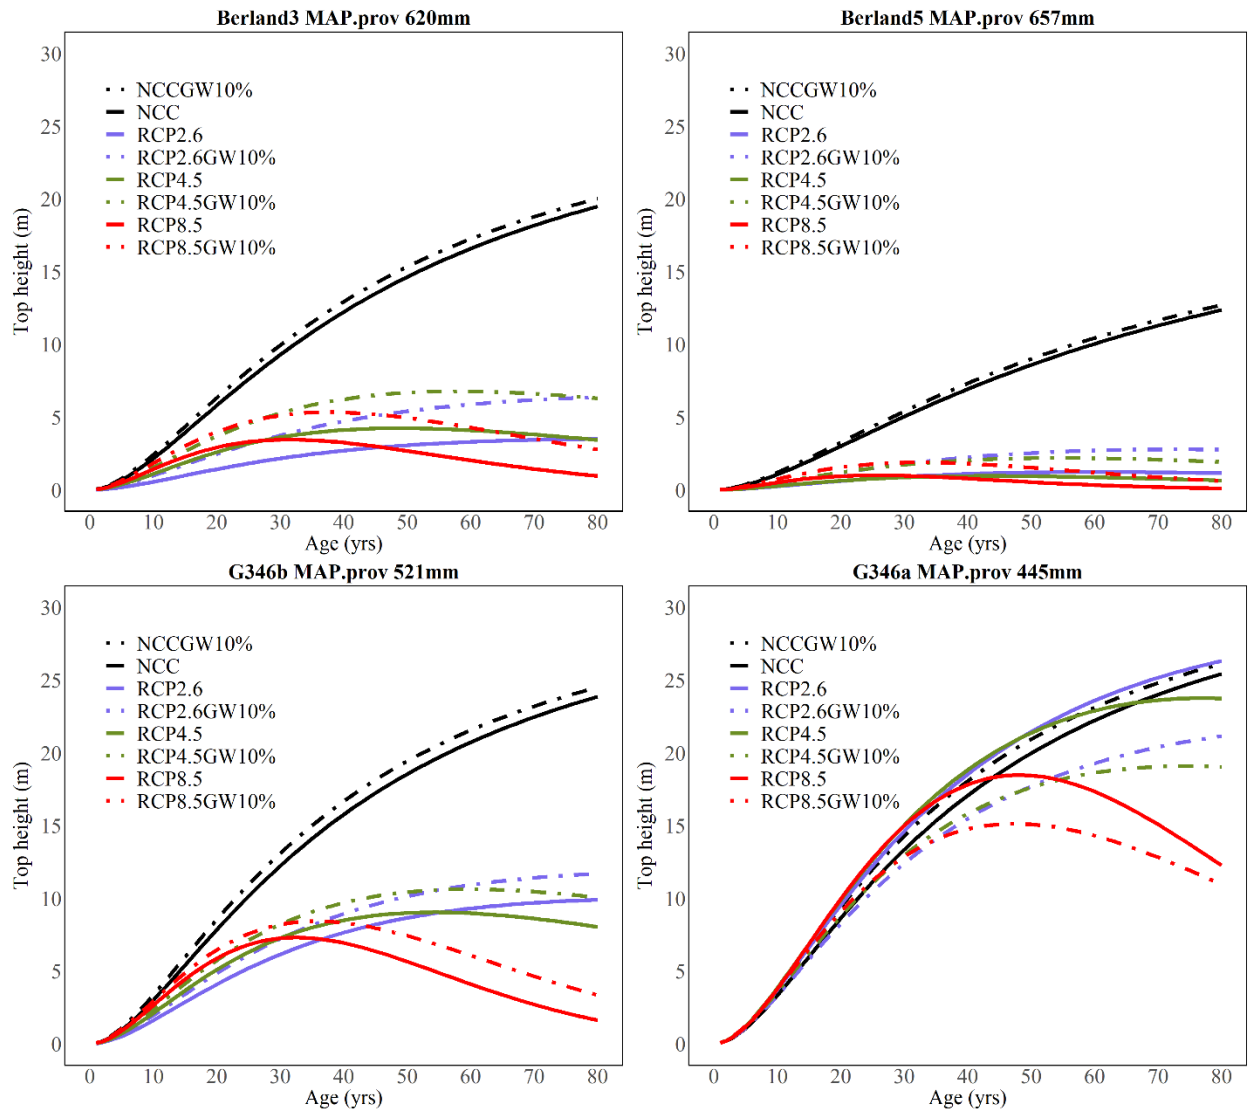 Berland3 MAP.prov 620mm
30
25
20
15
10
5
0
Top height (m)
NCCGW10%
NCC
RCP2.6
RCP2.6GW10%
RCP4.5
RCP4.5GW10%
RCP8.5
RCP8.5GW10%
0 10 20 30 40 50 60 70 80
Age (yrs)
Berland5 MAP.prov 657mm
30
25
20
15
10
5
0
Top height (m)
NCCGW10%
NCC
RCP2.6
RCP2.6GW10%
RCP4.5
RCP4.5GW10%
RCP8.5
RCP8.5GW10%
0 10 20 30 40 50 60 70 80
Age (yrs)
G346b MAP.prov 521mm
30
25
20
15
10
5
0
Top height (m)
NCCGW10%
NCC
RCP2.6
RCP2.6GW10%
RCP4.5
RCP4.5GW10%
RCP8.5
RCP8.5GW10%
0 10 20 30 40 50 60 70 80
Age (yrs)
G346a MAP.prov 445mm
30
25
20
15
10
5
0
Top height (m)
NCCGW10%
NCC
RCP2.6
RCP2.6GW10%
RCP4.5
RCP4.5GW10%
RCP8.5
RCP8.5GW10%
0 10 20 30 40 50 60 70 80
Age (yrs)